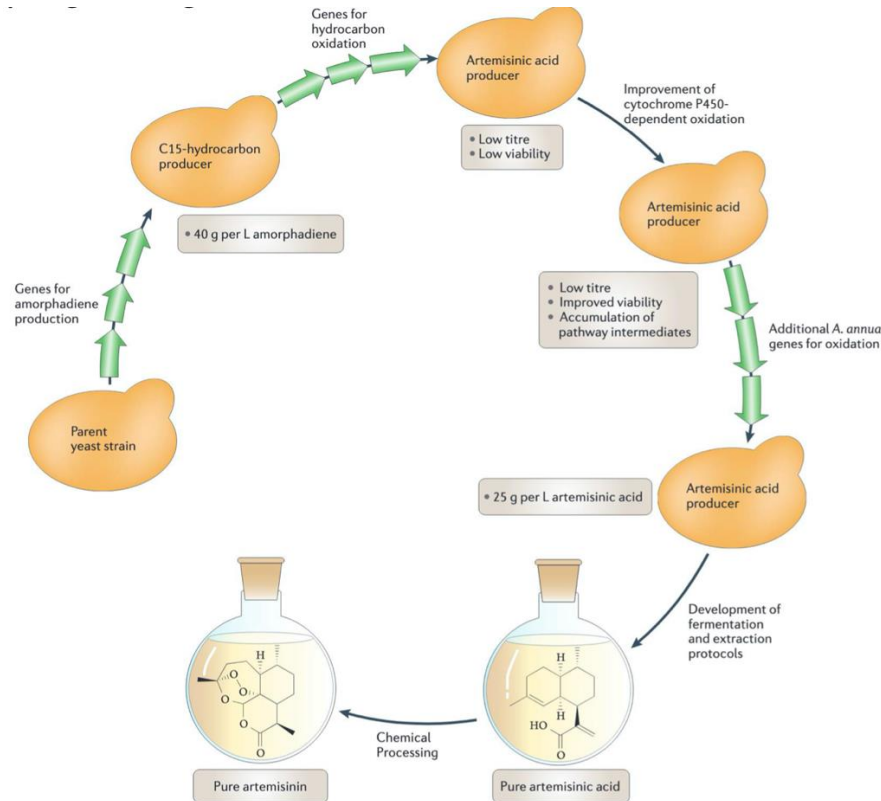 Genes for
hydrocarbon
oxidation
Artemisinic acid
producer
Improvement of
cytochrome P450-
dependent oxidation
• Low titre
• Low viability
C15-hydrocarbon
producer
• 40 g per L amorphadiene
Artemisinic acid
producer
• Low titre
• Improved viability
• Accumulation of
pathway intermediates
Genes for
amorphadiene
production
Additional A. annua
genes for oxidation
Parent
yeast strain
• 25 g per L artemisinic acid
Artemisinic acid
producer
Development of
fermentation
and extraction
protocols
H
O
O
O
O
O
H
H
HO
O
Chemical
Processing
Pure artemisinin
Pure artemisinic acid